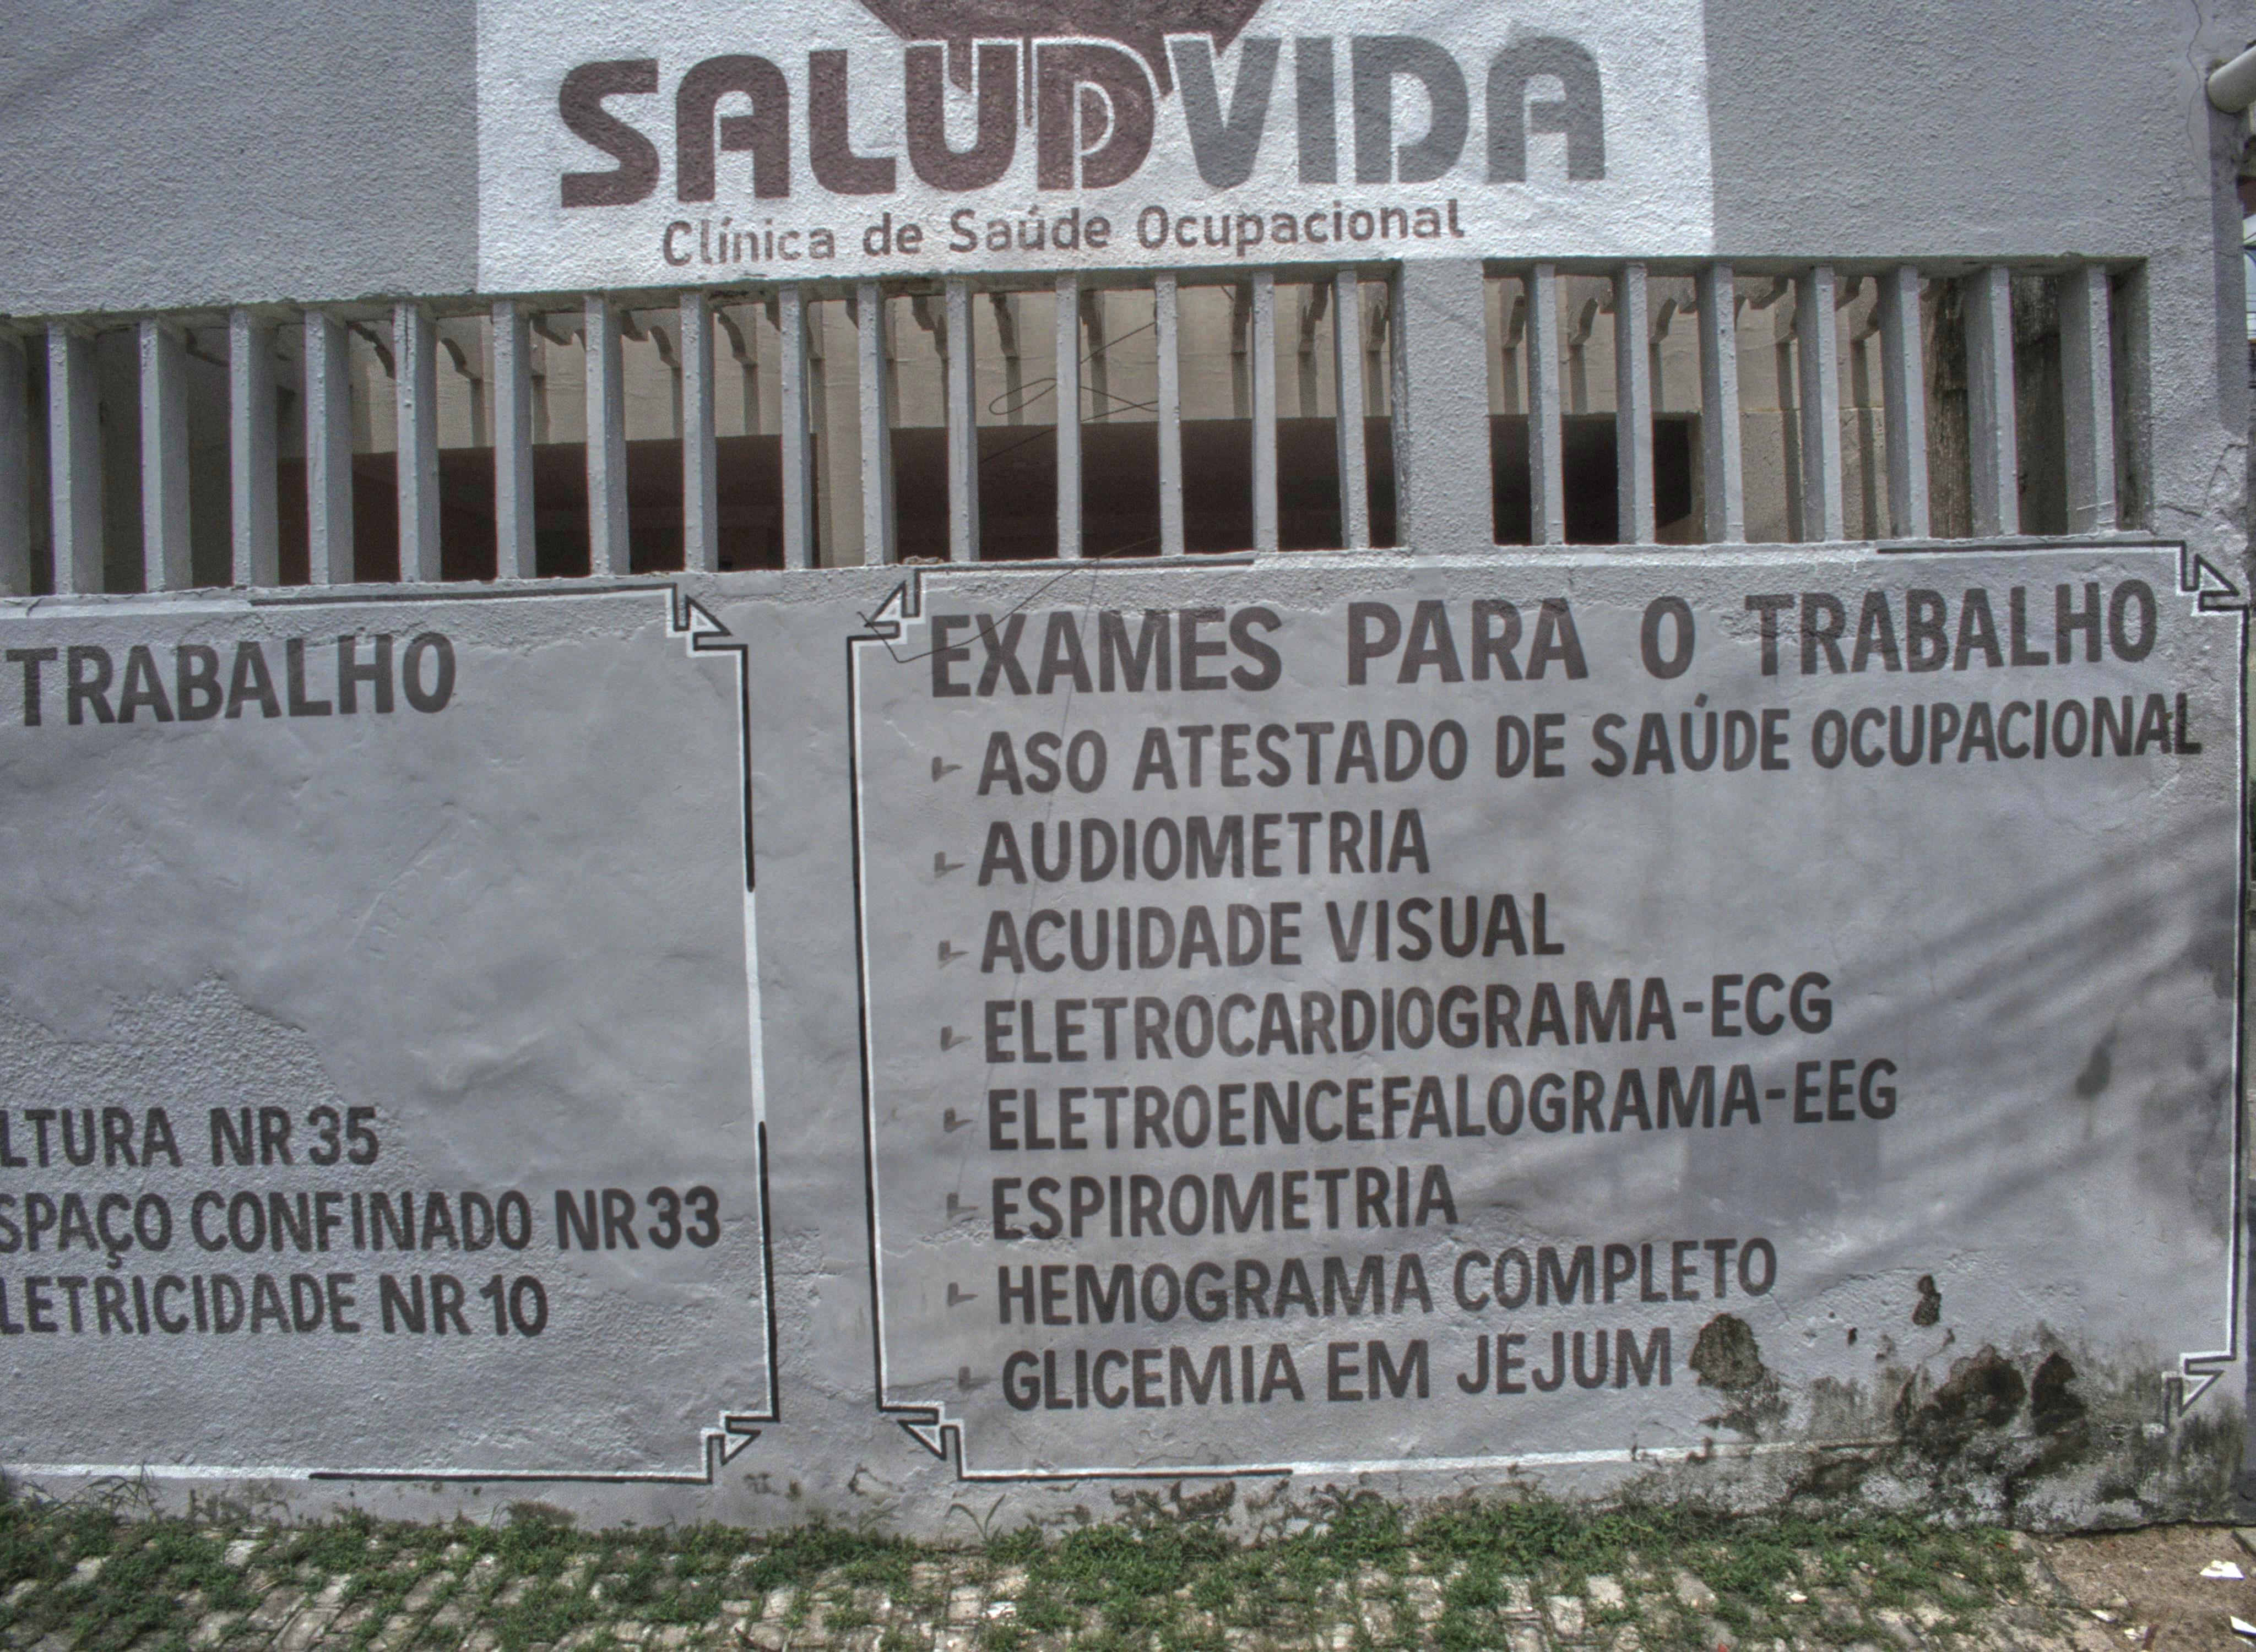 SALUDVIDA
Clínica de Saúde Ocupacional
TRABALHO
LTURA NR 35
SPAÇO CONFINADO NR 33
LETRICIDADE NR 10
EXAMES PARA O TRABALHO
ASO ATESTADO DE SAÚDE OCUPACIONAL
AUDIOMETRIA
ACUIDADE VISUAL
ELETROCARDIOGRAMA-ECG
ELETROENCEFALOGRAMA-EEG
ESPIROMETRIA
HEMOGRAMA COMPLETO
GLICEMIA EM JEJUM